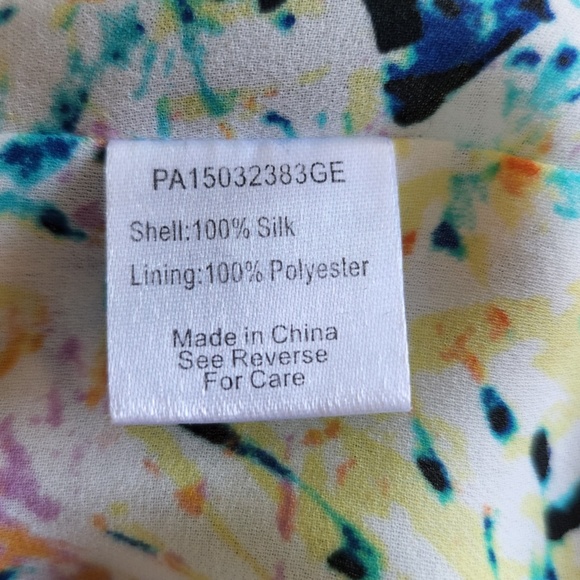 PA15032383GE
Shell:100% Silk
Lining:100% Polyester
Made in China
See Reverse
For Care